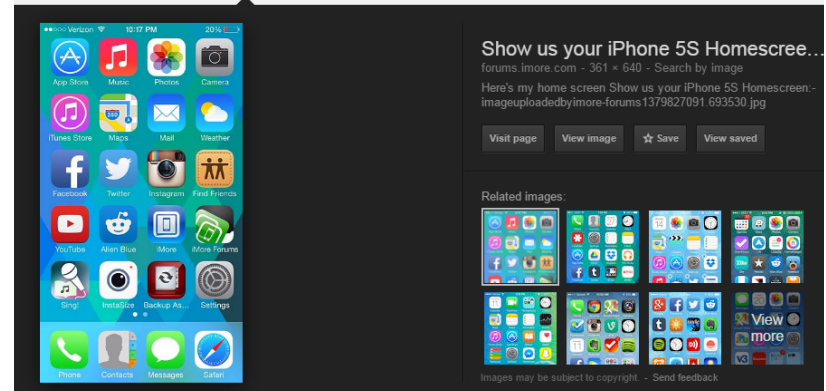 Verizon 10:17 PM 20%
App Store Music Photos Camera
iTunes Store Maps Mail Weather
Facebook Twitter Instagram Find Friends
YouTube Alien Blue iMore iMore Forums
Sing! InstaSize Backup As... Settings
Phone Contacts Messages Safari
Show us your iPhone 5S Homescree...
forums.imore.com - 361 × 640 - Search by image
Here's my home screen Show us your iPhone 5S Homescreen:-
imageuploadedbyimore-forums1379827091.693530.jpg
Visit page View image Save View saved
Related images:
View
more
Images may be subject to copyright. - Send feedback